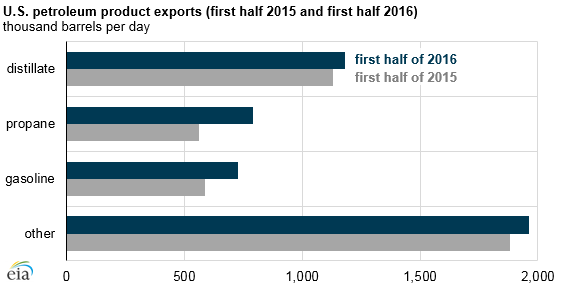 U.S. petroleum product exports (first half 2015 and first half 2016)
thousand barrels per day
distillate
first half of 2016
first half of 2015
propane
gasoline
other
eia
0
500
1,000
1,500
2,000